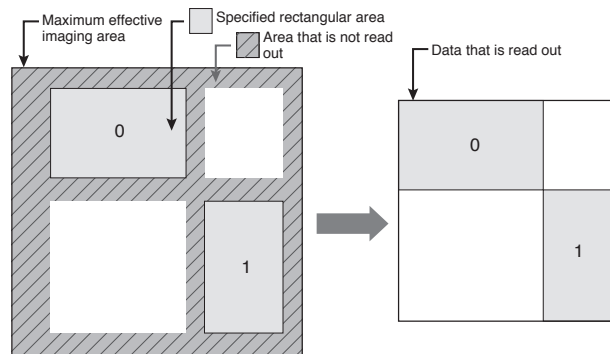 Maximum effective
imaging area
Specified rectangular area
Area that is not read
out
Data that is read out
0
1
0
1